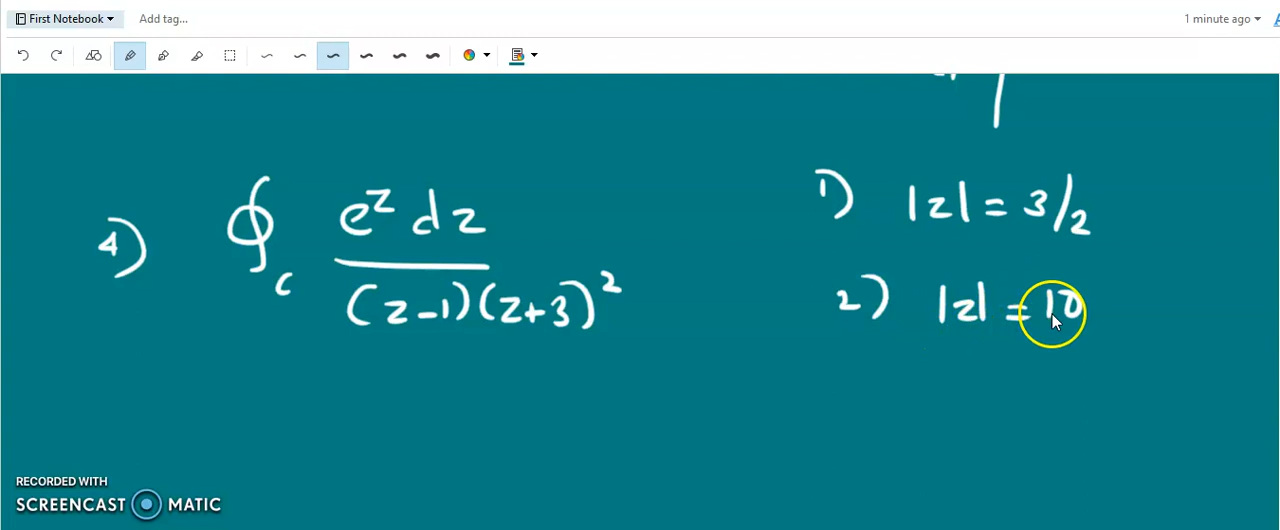 First Notebook Add tag... 1 minute ago
4) ∮c e^z dz / (z-1)(z+3)^2
1) |z| = 3/2
2) |z| = 10
RECORDED WITH
SCREENCAST MATIC